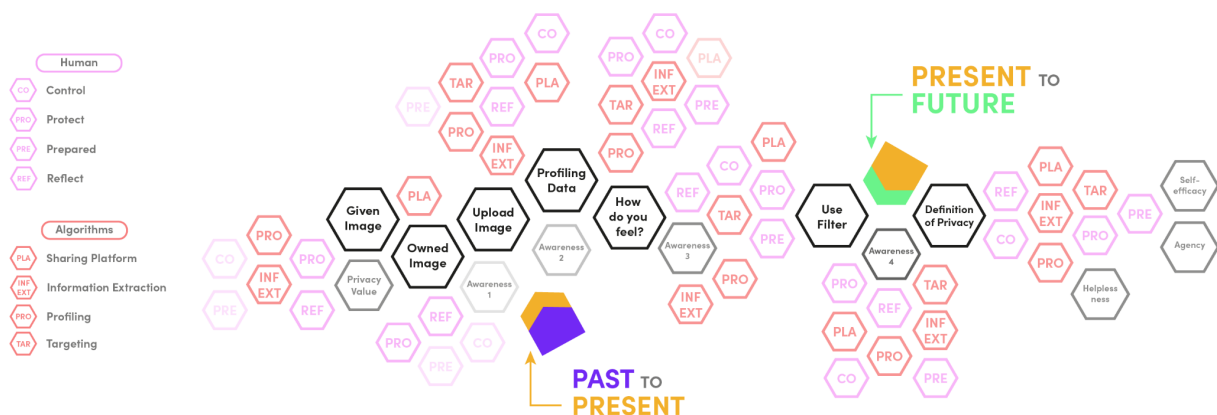 Human
CO Control
PRO Protect
PRE Prepared
REF Reflect
Algorithms
PLA Sharing Platform
INF
EXT Information Extraction
PRO Profiling
TAR Targeting
CO
PRE
PRO
INF
EXT
PRO
REF
Given
Image
Privacy
Value
PLA
Owned
Image
PRO
REF
PRE
CO
Upload
Image
Awareness
1
PRE
TAR
PRO
PRO
REF
INF
EXT
CO
PLA
Profiling
Data
Awareness
2
PAST TO
PRESENT
How
do you
feel?
PRO
CO
PLA
INF
EXT
TAR
PRE
REF
PRO
Awareness
3
REF
CO
PLA
PRO
TAR
PRE
PRO
INF
EXT
Use
Filter
PRESENT TO
FUTURE
Awareness
4
PRO
TAR
REF
PLA
INF
EXT
PRO
CO
PRE
Definition
of Privacy
REF
PLA
TAR
INF
EXT
PRE
CO
PRO
PRO
Self-
efficacy
Agency
Helpless
ness